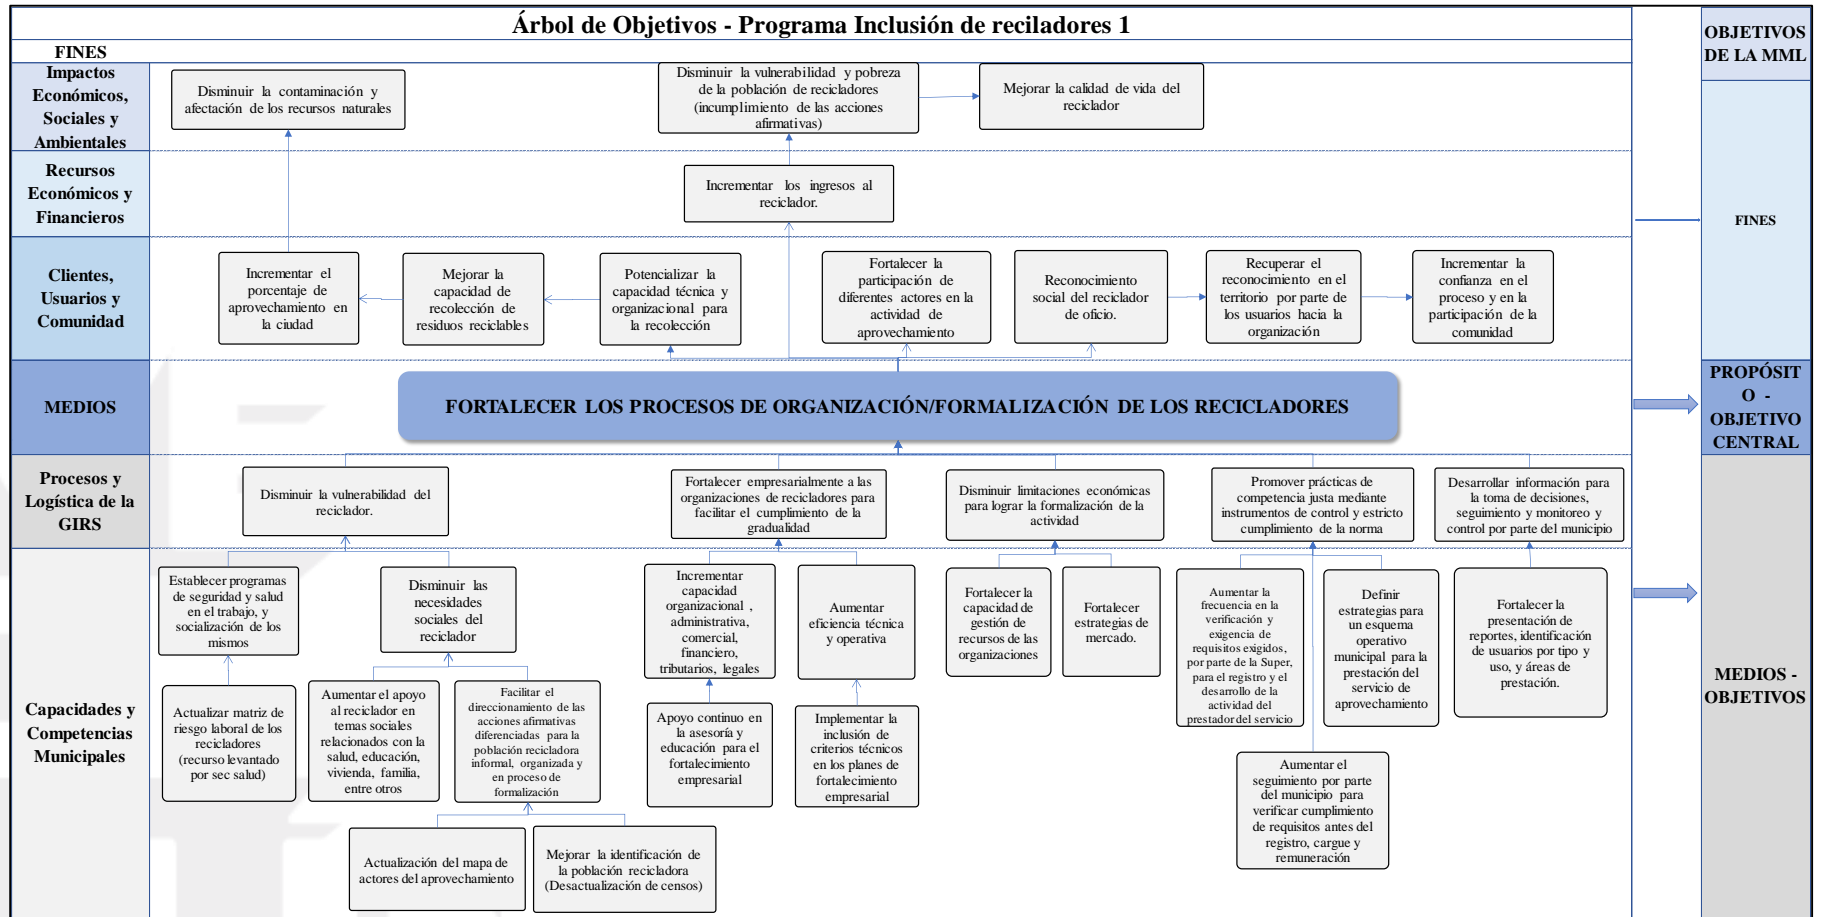 Árbol de Objetivos - Programa Inclusión de reciladores 1
OBJETIVOS
DE LA MML
FINES
Impactos
Económicos,
Sociales y
Ambientales
Disminuir la contaminación y
afectación de los recursos naturales
Disminuir la vulnerabilidad y pobreza
de la población de recicladores
(incumplimiento de las acciones
afirmativas)
Mejorar la calidad de vida del
reciclador
Recursos
Económicos y
Financieros
Incrementar los ingresos al
reciclador.
FINES
Clientes,
Usuarios y
Comunidad
Incrementar el
porcentaje de
aprovechamiento en
la ciudad
Mejorar la
capacidad de
recolección de
residuos reciclables
Potencializar la
capacidad técnica y
organizacional para
la recolección
Fortalecer la
participación de
diferentes actores en la
actividad de
aprovechamiento
Reconocimiento
social del reciclador
de oficio.
Recuperar el
reconocimiento en el
territorio por parte de
los usuarios hacia la
organización
Incrementar la
confianza en el
proceso y en la
participación de la
comunidad
MEDIOS
FORTALECER LOS PROCESOS DE ORGANIZACIÓN/FORMALIZACIÓN DE LOS RECICLADORES
PROPÓSIT
O -
OBJETIVO
CENTRAL
Procesos y
Logística de la
GIRS
Disminuir la vulnerabilidad del
reciclador.
Fortalecer empresarialmente a las
organizaciones de recicladores para
facilitar el cumplimiento de la
gradualidad
Disminuir limitaciones económicas
para lograr la formalización de la
actividad
Promover prácticas de
competencia justa mediante
instrumentos de control y estricto
cumplimiento de la norma
Desarrollar información para
la toma de decisiones,
seguimiento y monitoreo y
control por parte del municipio
Capacidades y
Competencias
Municipales
Establecer programas
de seguridad y salud
en el trabajo, y
socialización de los
mismos
Disminuir las
necesidades
sociales del
reciclador
Incrementar
capacidad
organizacional ,
administrativa,
comercial,
financiero,
tributarios, legales
Aumentar
eficiencia técnica
y operativa
Fortalecer la
capacidad de
gestión de
recursos de las
organizaciones
Fortalecer
estrategias de
mercado.
Aumentar la
frecuencia en la
verificación y
exigencia de
requisitos exigidos,
por parte de la Super,
para el registro y el
desarrollo de la
actividad del
prestador del servicio
Definir
estrategias para
un esquema
operativo
municipal para la
prestación del
servicio de
aprovechamiento
Fortalecer la
presentación de
reportes, identificación
de usuarios por tipo y
uso, y áreas de
prestación.
MEDIOS -
OBJETIVOS
Actualizar matriz de
riesgo laboral de los
recicladores
(recurso levantado
por sec salud)
Aumentar el apoyo
al reciclador en
temas sociales
relacionados con la
salud, educación,
vivienda, familia,
entre otros
Facilitar el
direccionamiento de las
acciones afirmativas
diferenciadas para la
población recicladora
informal, organizada y
en proceso de
formalización
Apoyo continuo en
la asesoría y
educación para el
fortalecimiento
empresarial
Implementar la
inclusión de
criterios técnicos
en los planes de
fortalecimiento
empresarial
Aumentar el
seguimiento por parte
del municipio para
verificar cumplimiento
de requisitos antes del
registro, cargue y
remuneración
Actualización del mapa de
actores del aprovechamiento
Mejorar la identificación de
la población recicladora
(Desactualización de censos)